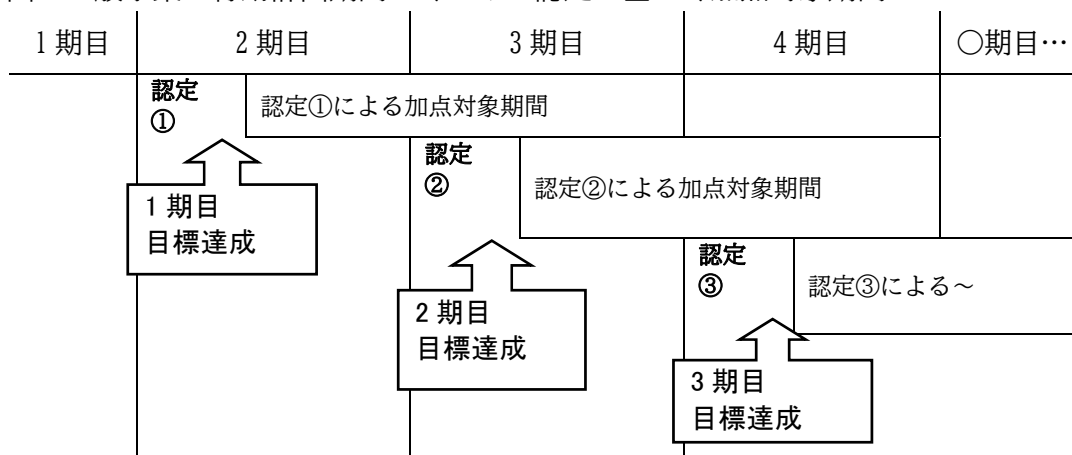 1期目 2期目 3期目 4期目 〇期目…
認定
①
認定①による加点対象期間
1期目
目標達成
認定
②
認定②による加点対象期間
2期目
目標達成
認定
③
認定③による～
3期目
目標達成